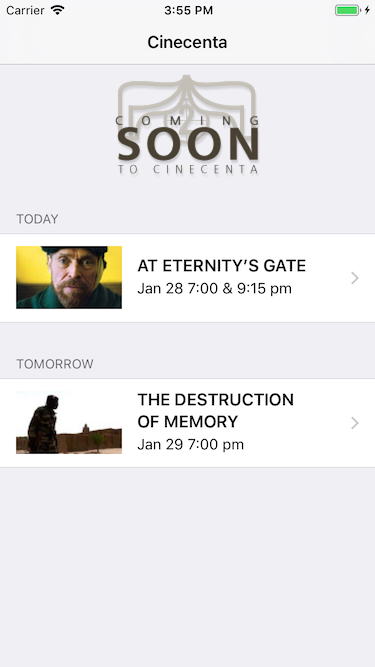 Carrier 3:55 PM
Cinecenta
COMING
SOON
TO CINECENTA
TODAY
AT ETERNITY’S GATE
Jan 28 7:00 & 9:15 pm
TOMORROW
THE DESTRUCTION
OF MEMORY
Jan 29 7:00 pm